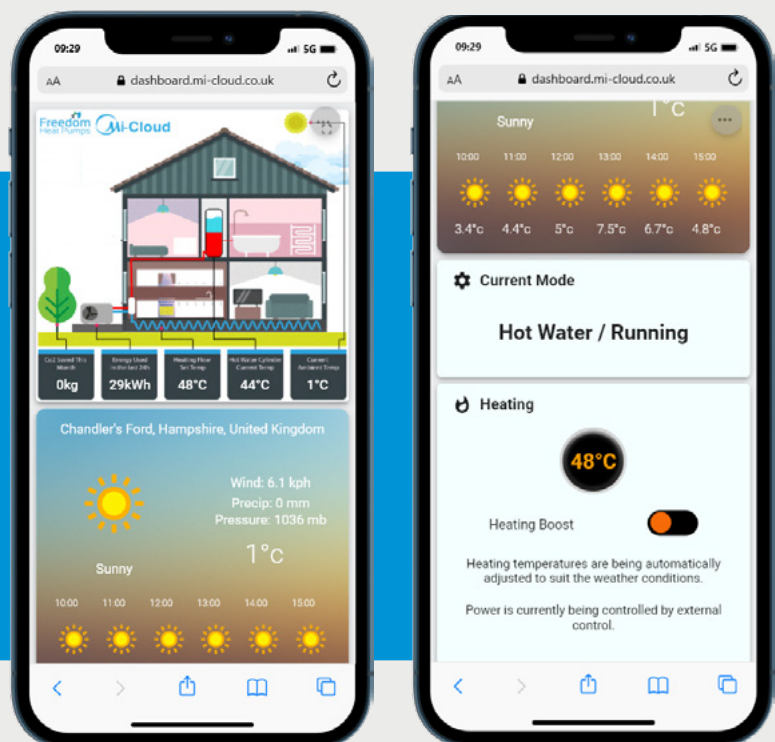 09:29
5G
AA
dashboard.mi-cloud.co.uk
Freedom
Heat Pumps
Mi-Cloud
Co2 Saved This
Month
0kg
Energy Used
in the last 24h
29kWh
Heating Flow
Set Temp
48°C
Hot Water Cylinder
Current Temp
44°C
Current
Ambient Temp
1°C
Chandler's Ford, Hampshire, United Kingdom
Wind: 6.1 kph
Precip: 0 mm
Pressure: 1036 mb
1°c
Sunny
10:00 11:00 12:00 13:00 14:00 15:00
09:29
5G
AA
dashboard.mi-cloud.co.uk
1°c
Sunny
10:00 11:00 12:00 13:00 14:00 15:00
3.4°c 4.4°c 5°c 7.5°c 6.7°c 4.8°c
Current Mode
Hot Water / Running
Heating
48°C
Heating Boost
Heating temperatures are being automatically
adjusted to suit the weather conditions.
Power is currently being controlled by external
control.